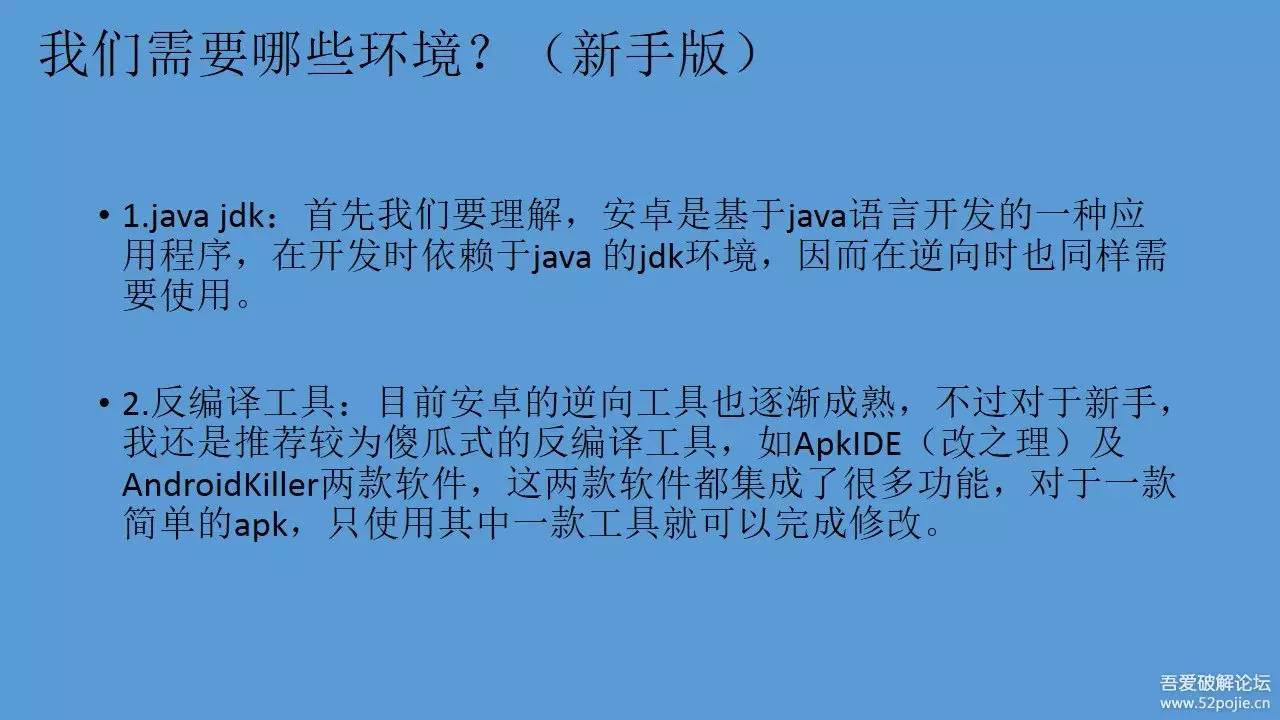 我们需要哪些环境？（新手版）
• 1.java jdk：首先我们要理解，安卓是基于java语言开发的一种应
用程序，在开发时依赖于java 的jdk环境，因而在逆向时也同样需
要使用。
• 2.反编译工具：目前安卓的逆向工具也逐渐成熟，不过对于新手，
我还是推荐较为傻瓜式的反编译工具，如ApkIDE（改之理）及
AndroidKiller两款软件，这两款软件都集成了很多功能，对于一款
简单的apk，只使用其中一款工具就可以完成修改。
吾爱破解论坛
www.52pojie.cn